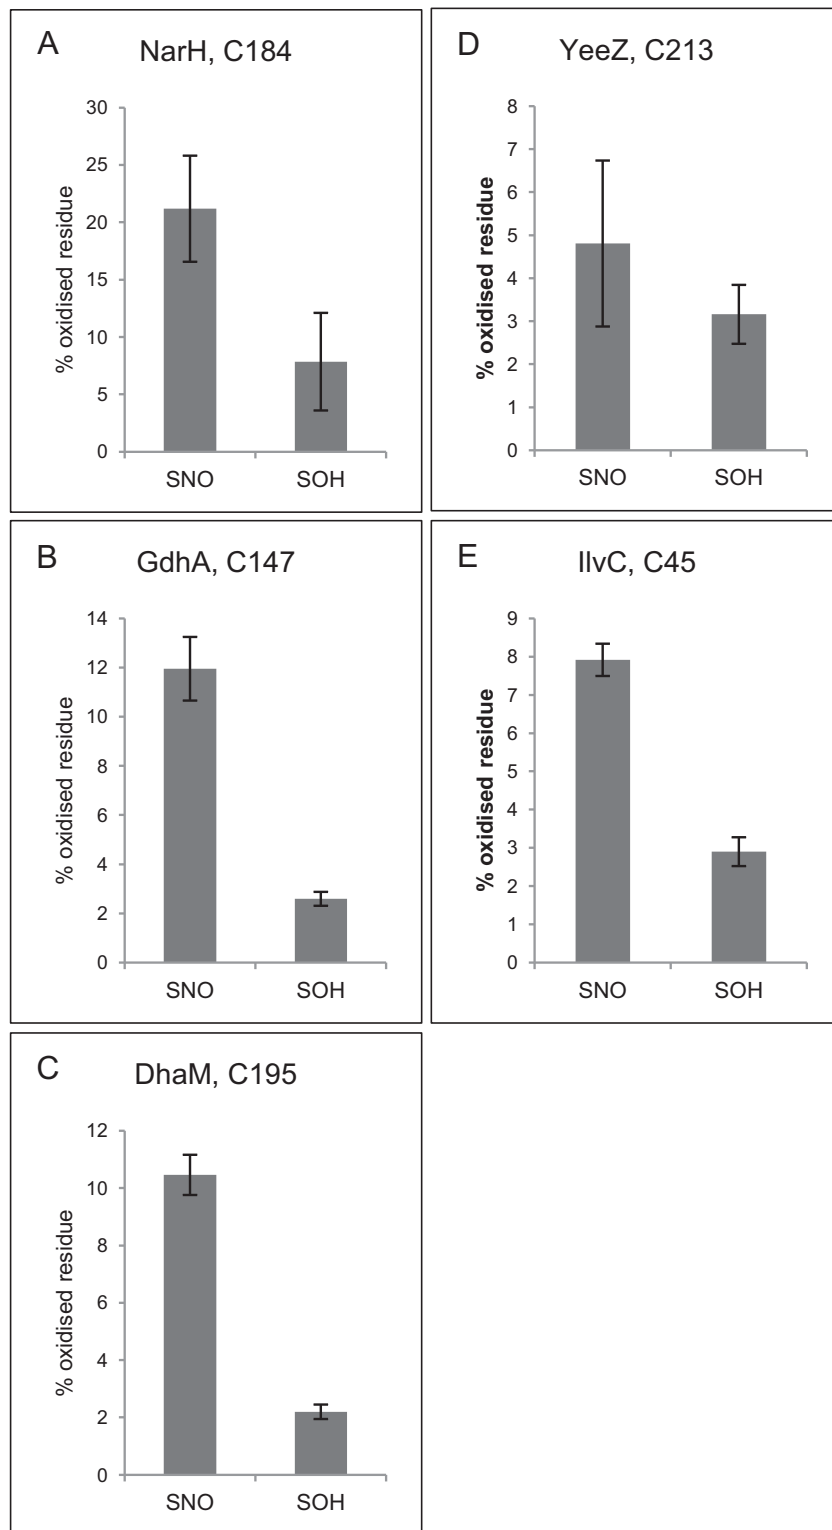 A
NarH, C184
% oxidised residue
30
25
20
15
10
5
0
SNO SOH
B
GdhA, C147
% oxidised residue
14
12
10
8
6
4
2
0
SNO SOH
C
DhaM, C195
% oxidised residue
12
10
8
6
4
2
0
SNO SOH
D
YeeZ, C213
% oxidised residue
8
7
6
5
4
3
2
1
0
SNO SOH
E
IlvC, C45
% oxidised residue
9
8
7
6
5
4
3
2
1
0
SNO SOH